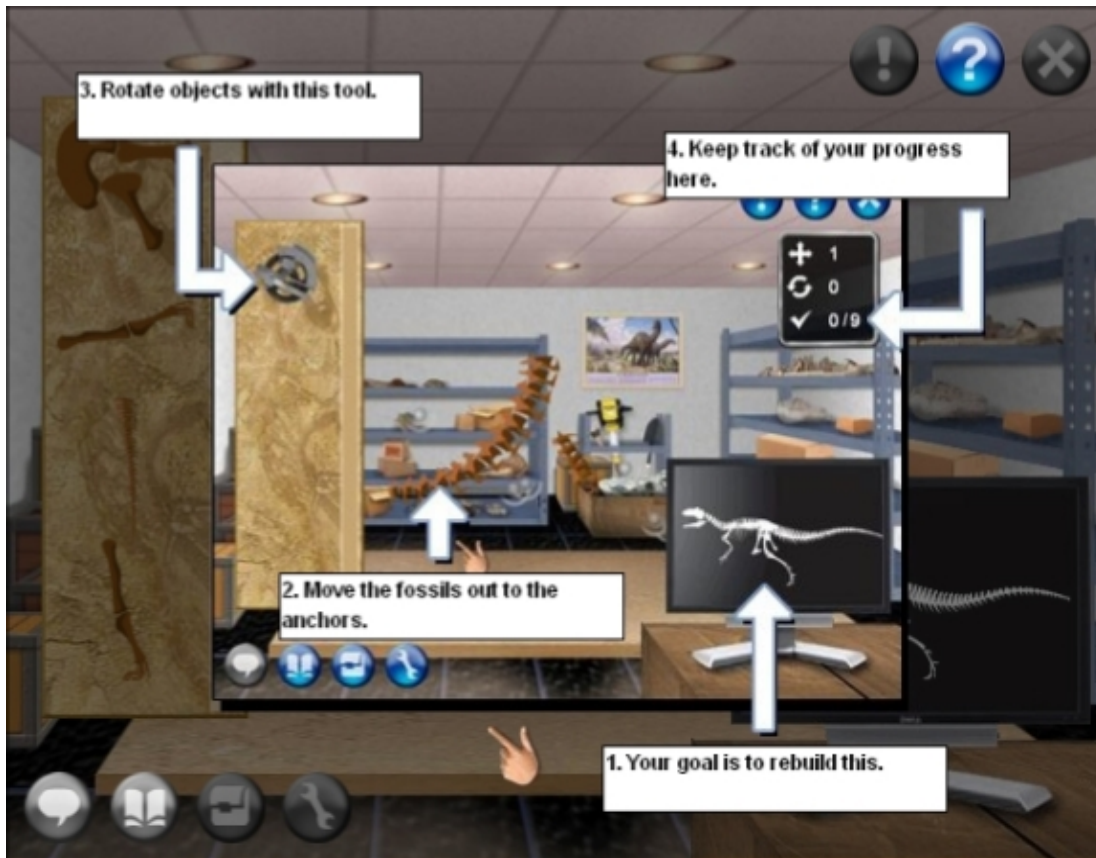 3. Rotate objects with this tool.
4. Keep track of your progress
here.
1
0
0/9
2. Move the fossils out to the
anchors.
1. Your goal is to rebuild this.